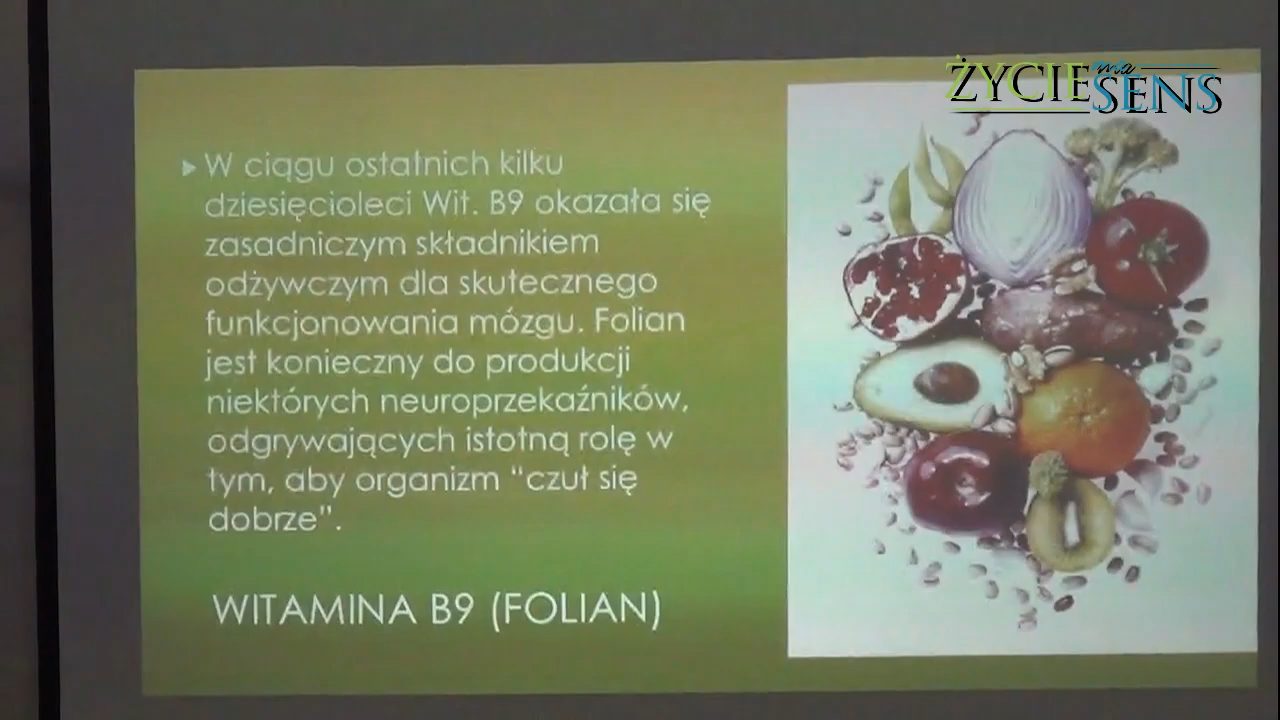 ŻYCIE ma SENS
W ciągu ostatnich kilku
dziesięcioleci Wit. B9 okazała się
zasadniczym składnikiem
odżywczym dla skutecznego
funkcjonowania mózgu. Folian
jest konieczny do produkcji
niektórych neuroprzekaźników,
odgrywających istotną rolę w
tym, aby organizm “czuł się
dobrze”.
WITAMINA B9 (FOLIAN)